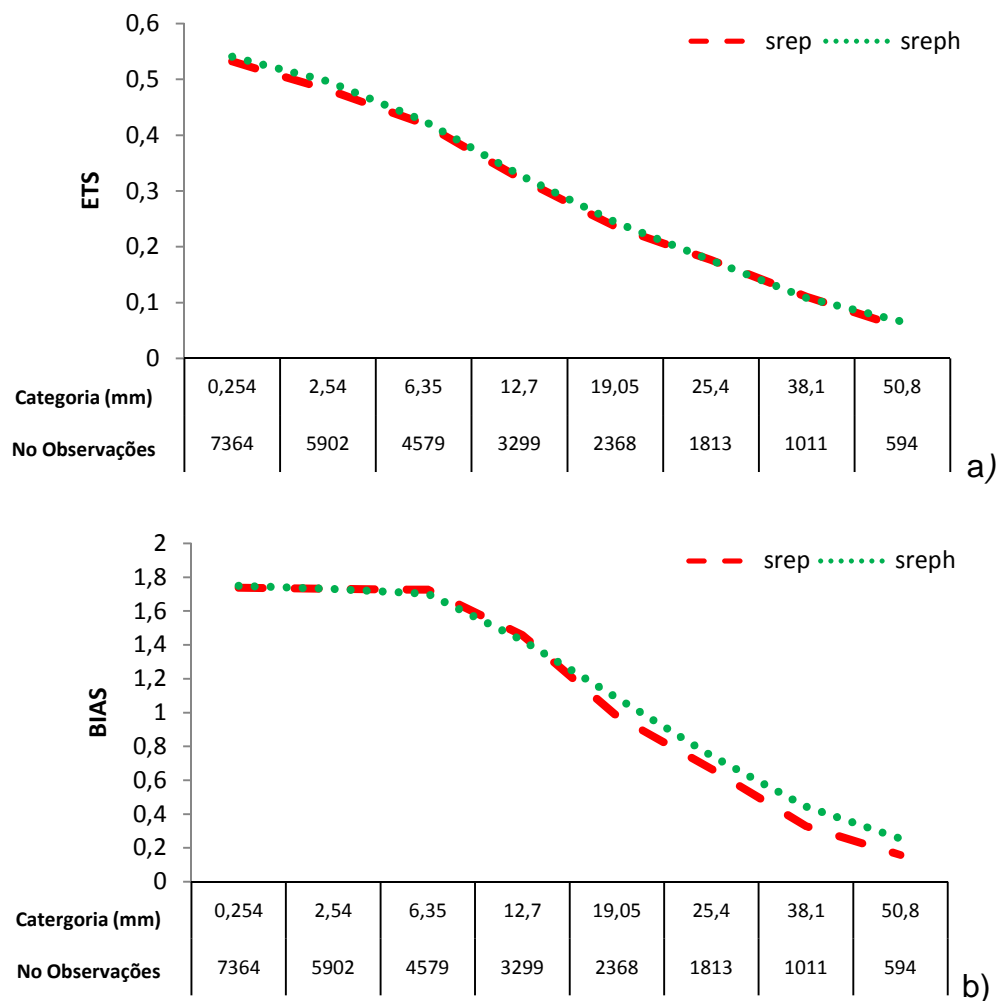 0,6
srep sreph
0,5
0,4
0,3
0,2
0,1
0
ETS
Categoria (mm) 0,254 2,54 6,35 12,7 19,05 25,4 38,1 50,8
No Observações 7364 5902 4579 3299 2368 1813 1011 594
a)
2
srep sreph
1,8
1,6
1,4
1,2
1
0,8
0,6
0,4
0,2
0
BIAS
Catergoria (mm) 0,254 2,54 6,35 12,7 19,05 25,4 38,1 50,8
No Observações 7364 5902 4579 3299 2368 1813 1011 594
b)